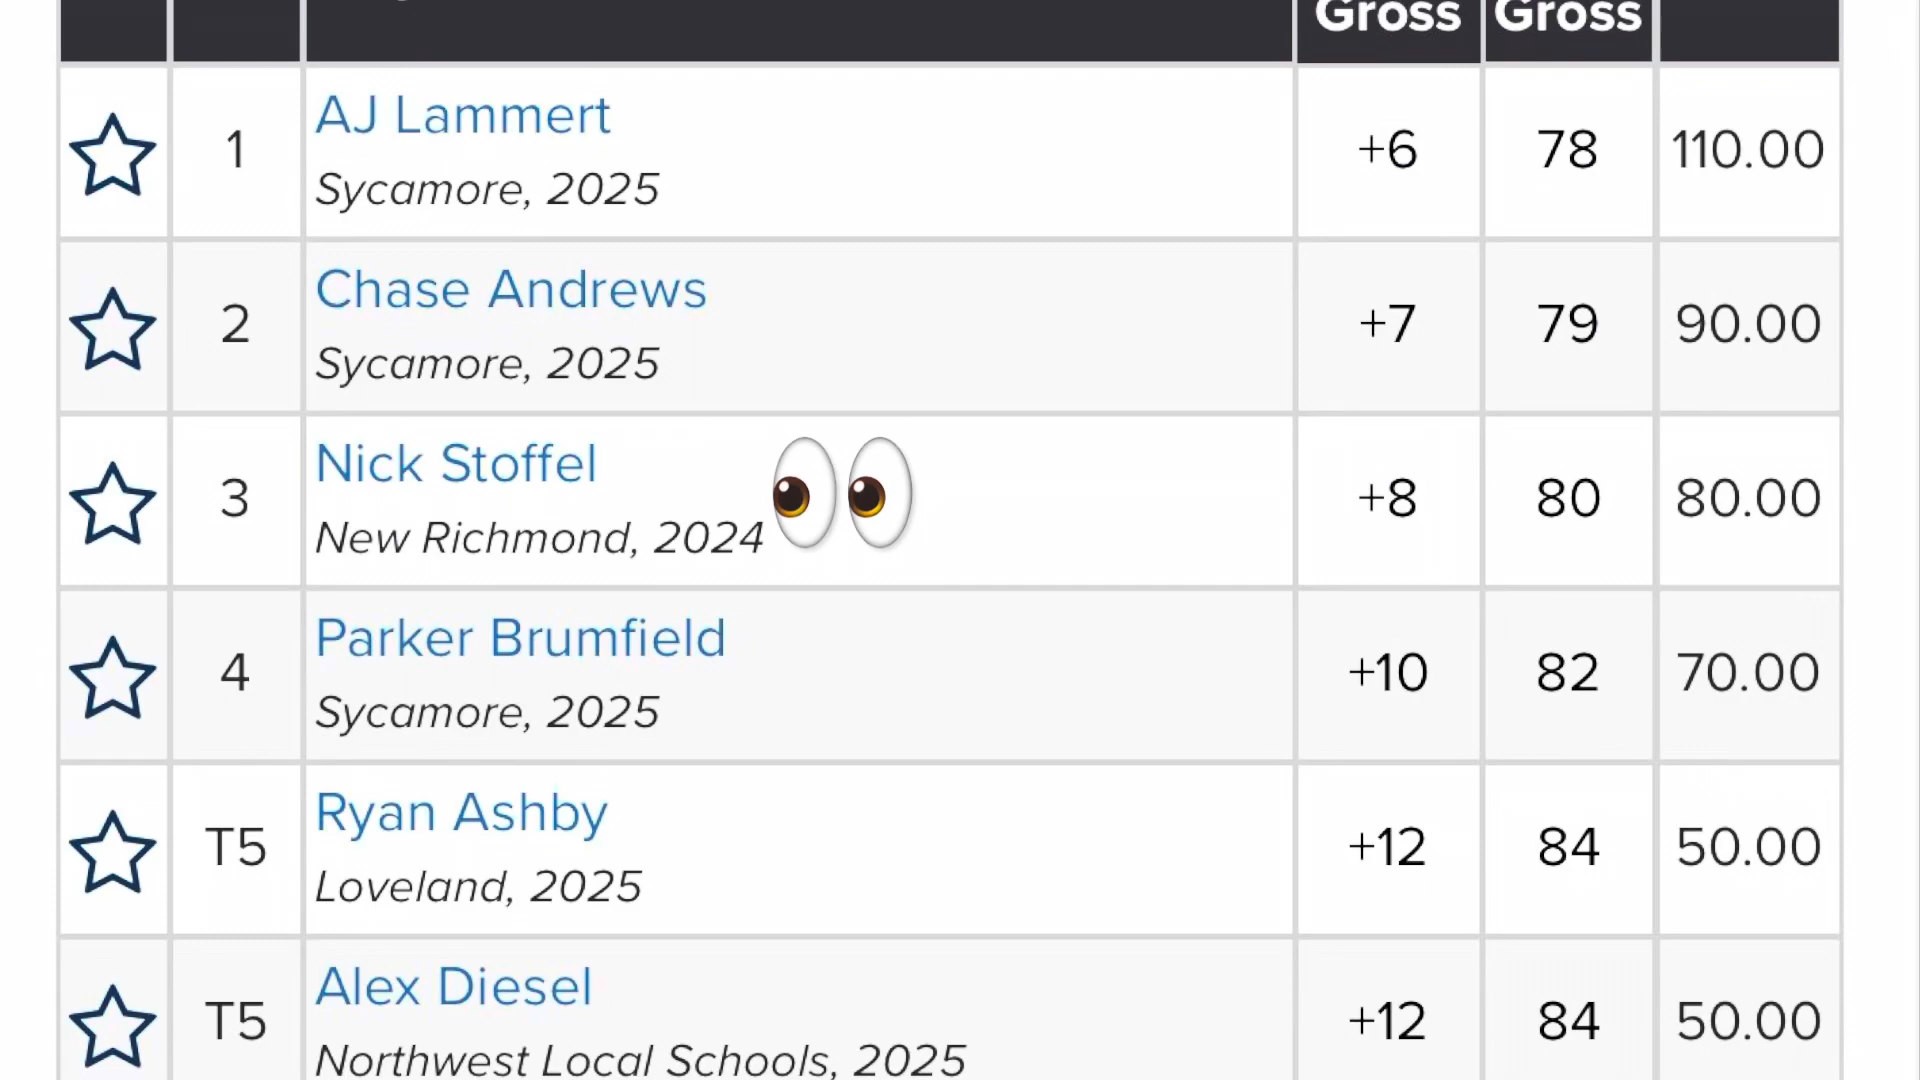 Gross Gross
1 AJ Lammert +6 78 110.00
Sycamore, 2025
2 Chase Andrews +7 79 90.00
Sycamore, 2025
3 Nick Stoffel +8 80 80.00
New Richmond, 2024
4 Parker Brumfield +10 82 70.00
Sycamore, 2025
T5 Ryan Ashby +12 84 50.00
Loveland, 2025
T5 Alex Diesel +12 84 50.00
Northwest Local Schools, 2025